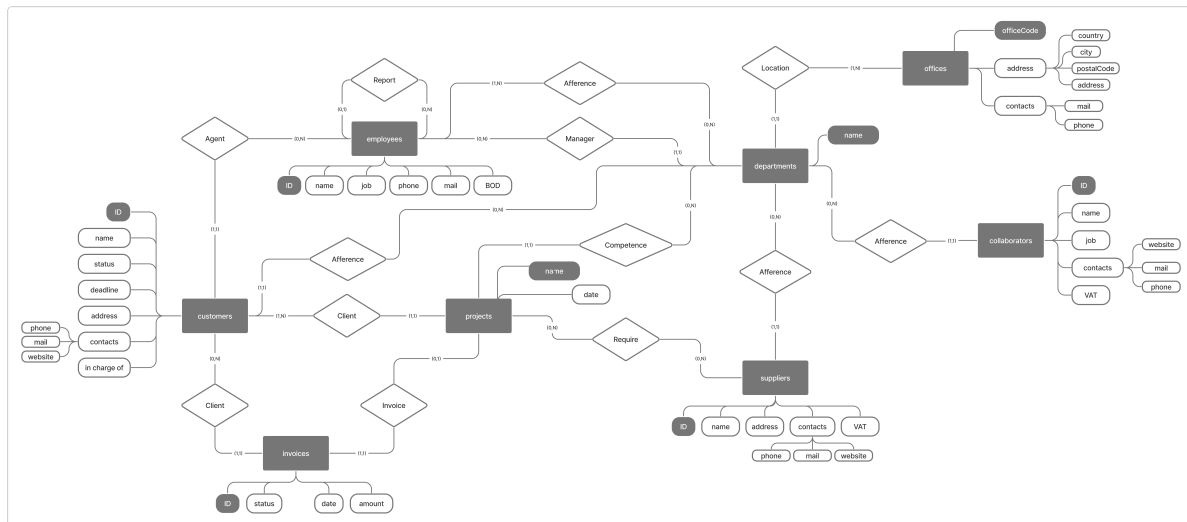 officeCode
country
city
postalCode
address
address
offices
contacts
mail
phone
Location
(1,N)
(1,1)
Report
(0,1)
(0,N)
employees
ID
name
job
phone
mail
BOD
(1,N)
Afference
(0,N)
(0,N)
Manager
(1,1)
Agent
(0,N)
(1,1)
departments
name
(0,N)
Afference
(1,1)
collaborators
ID
name
job
contacts
website
mail
phone
VAT
(0,N)
Afference
(1,1)
(1,1)
Competence
(0,N)
(0,N)
Afference
(1,1)
ID
name
status
deadline
address
contacts
phone
mail
website
in charge of
customers
(1,N)
Client
(1,1)
projects
name
date
(0,N)
Require
(0,N)
suppliers
ID
name
address
contacts
VAT
phone
mail
website
(0,N)
Client
(1,1)
(0,1)
Invoice
(1,1)
invoices
ID
status
date
amount